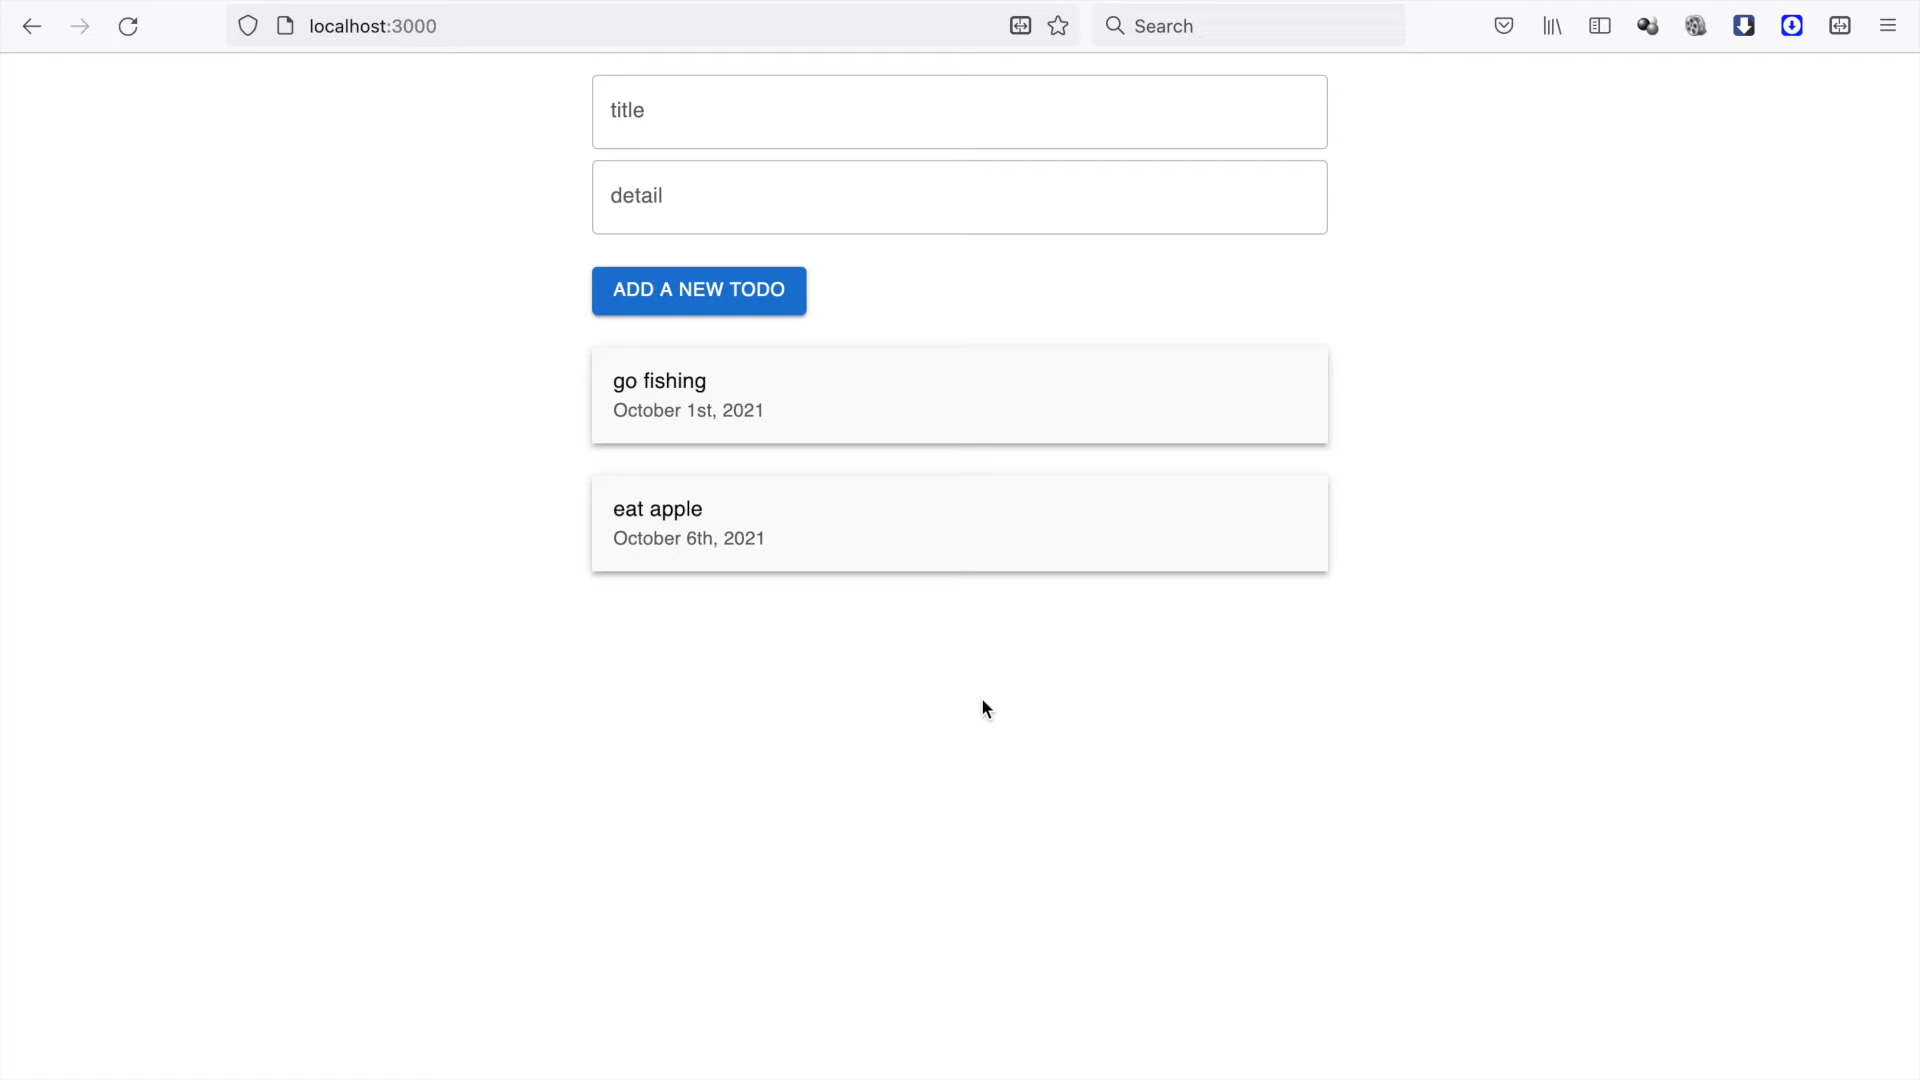 localhost:3000
Search
title
detail
ADD A NEW TODO
go fishing
October 1st, 2021
eat apple
October 6th, 2021